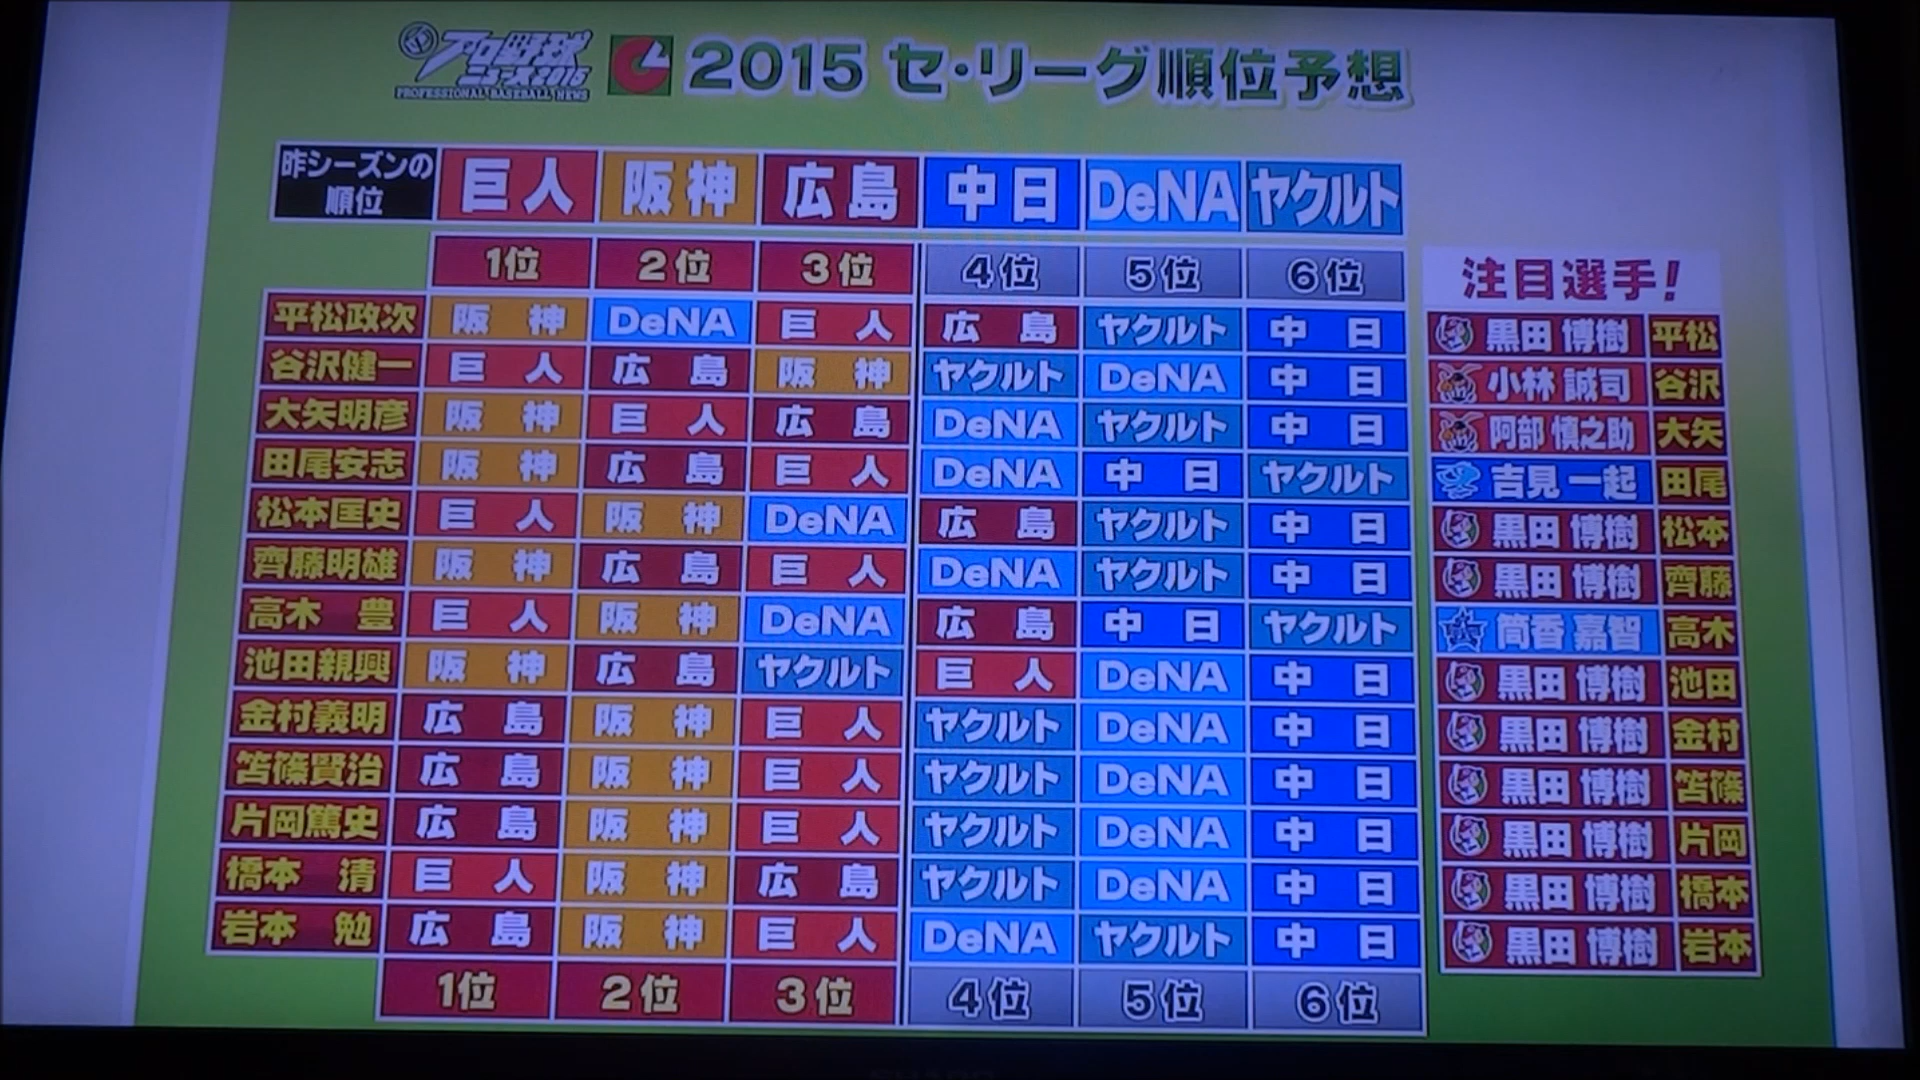 プロ野球
ニュース2015
PROFESSIONAL BASEBALL NEWS
2015 セ・リーグ順位予想
昨シーズンの順位 巨人 阪神 広島 中日 DeNA ヤクルト
1位 2位 3位 4位 5位 6位 注目選手!
平松政次 阪神 DeNA 巨人 広島 ヤクルト 中日 黒田 博樹 平松
谷沢健一 巨人 広島 阪神 ヤクルト DeNA 中日 小林 誠司 谷沢
大矢明彦 阪神 巨人 広島 DeNA ヤクルト 中日 阿部 慎之助 大矢
田尾安志 阪神 広島 巨人 DeNA 中日 ヤクルト 吉見 一起 田尾
松本匡史 巨人 阪神 DeNA 広島 ヤクルト 中日 黒田 博樹 松本
齊藤明雄 阪神 広島 巨人 DeNA ヤクルト 中日 黒田 博樹 齊藤
高木 豊 巨人 阪神 DeNA 広島 中日 ヤクルト 筒香 嘉智 高木
池田親興 阪神 広島 ヤクルト 巨人 DeNA 中日 黒田 博樹 池田
金村義明 広島 阪神 巨人 ヤクルト DeNA 中日 黒田 博樹 金村
笘篠賢治 広島 阪神 巨人 ヤクルト DeNA 中日 黒田 博樹 笘篠
片岡篤史 広島 阪神 巨人 ヤクルト DeNA 中日 黒田 博樹 片岡
橋本 清 巨人 阪神 広島 ヤクルト DeNA 中日 黒田 博樹 橋本
岩本 勉 広島 阪神 巨人 DeNA ヤクルト 中日 黒田 博樹 岩本
1位 2位 3位 4位 5位 6位